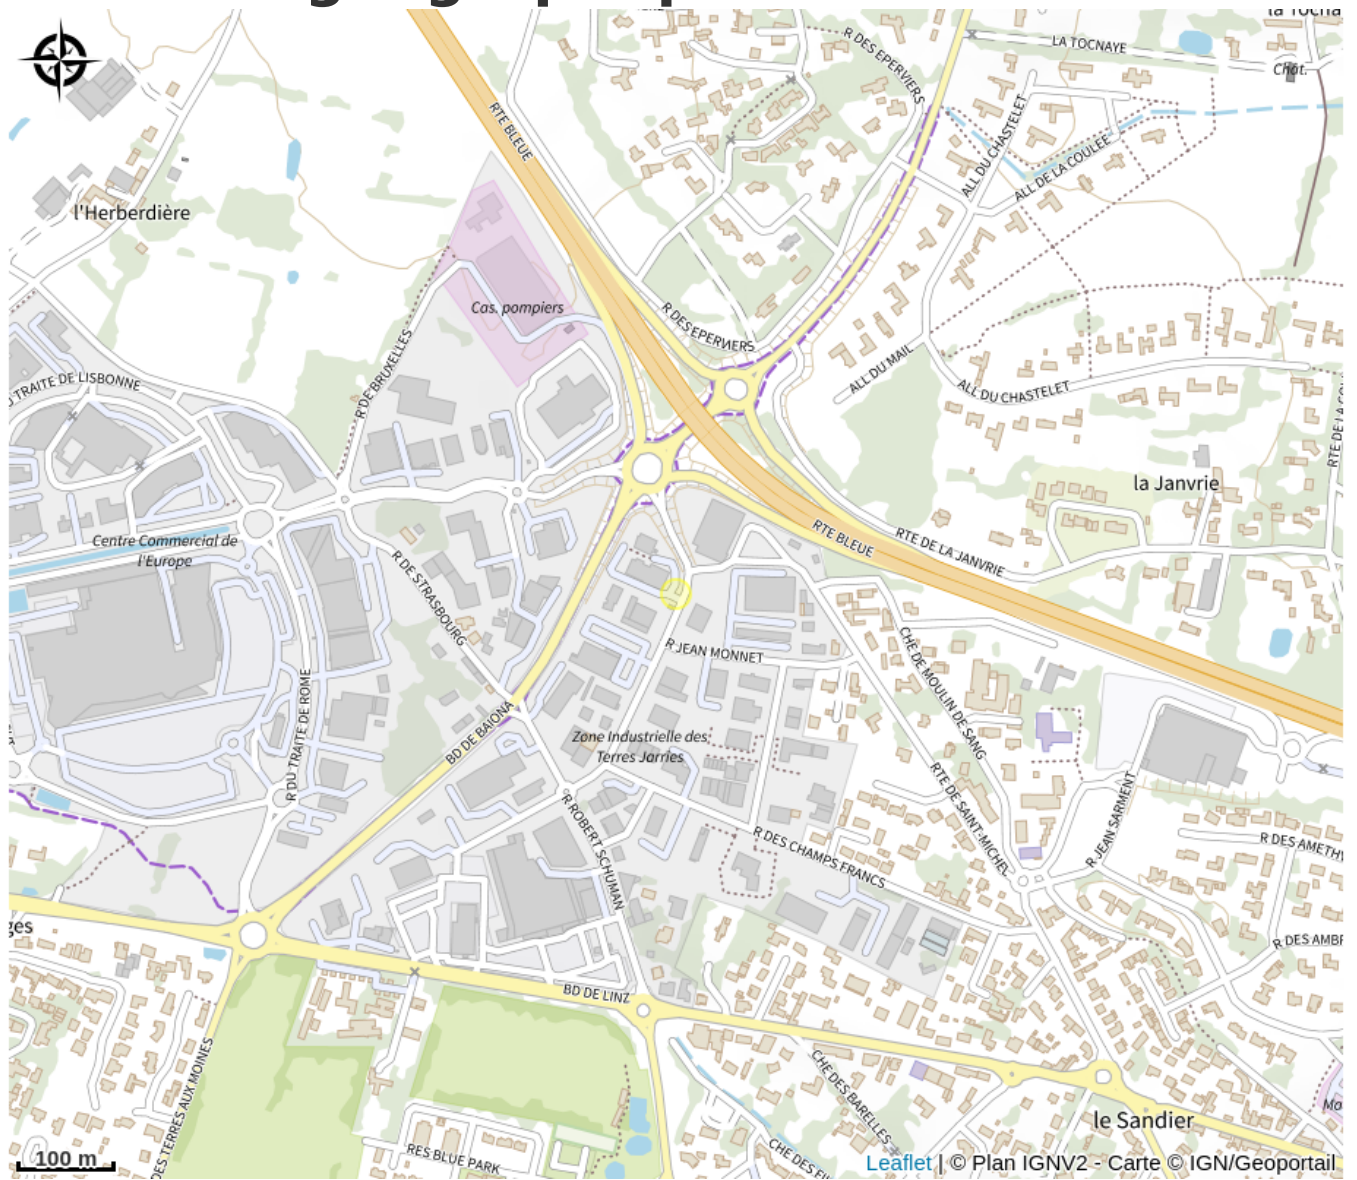 la Tocna
R DES EPERVIERS
LA TOCNAYE
Chât.
RTE BLEUE
ALL DU CHASTELET
ALL DE LA COULEE
l'Herberdière
Cas. pompiers
R DES EPERVIERS
R DE BRUXELLES
TRAITE DE LISBONNE
ALL DU MAIL
ALL DU CHASTELET
la Janvrie
Centre Commercial de
l'Europe
RTE BLEUE
RTE DE LA JANVRIE
R DE STRASBOURG
R JEAN MONNET
CHE DE MOULIN DE SANG
R DU TRAITE DE ROME
BD DE BAIONA
Zone Industrielle des
Terres Jarries
RTE DE SAINT-MICHEL
R JEAN SARMENT
R ROBERT SCHUMAN
R DES CHAMPS FRANCS
R DES AMETHY
R DES AMBR
ges
BD DE LINZ
DES TERRES AUX MOINES
CHE DES BARELLES
le Sandier
RES BLUE PARK
CHE DES
100 m
Leaflet | © Plan IGNV2 - Carte © IGN/Geoportail